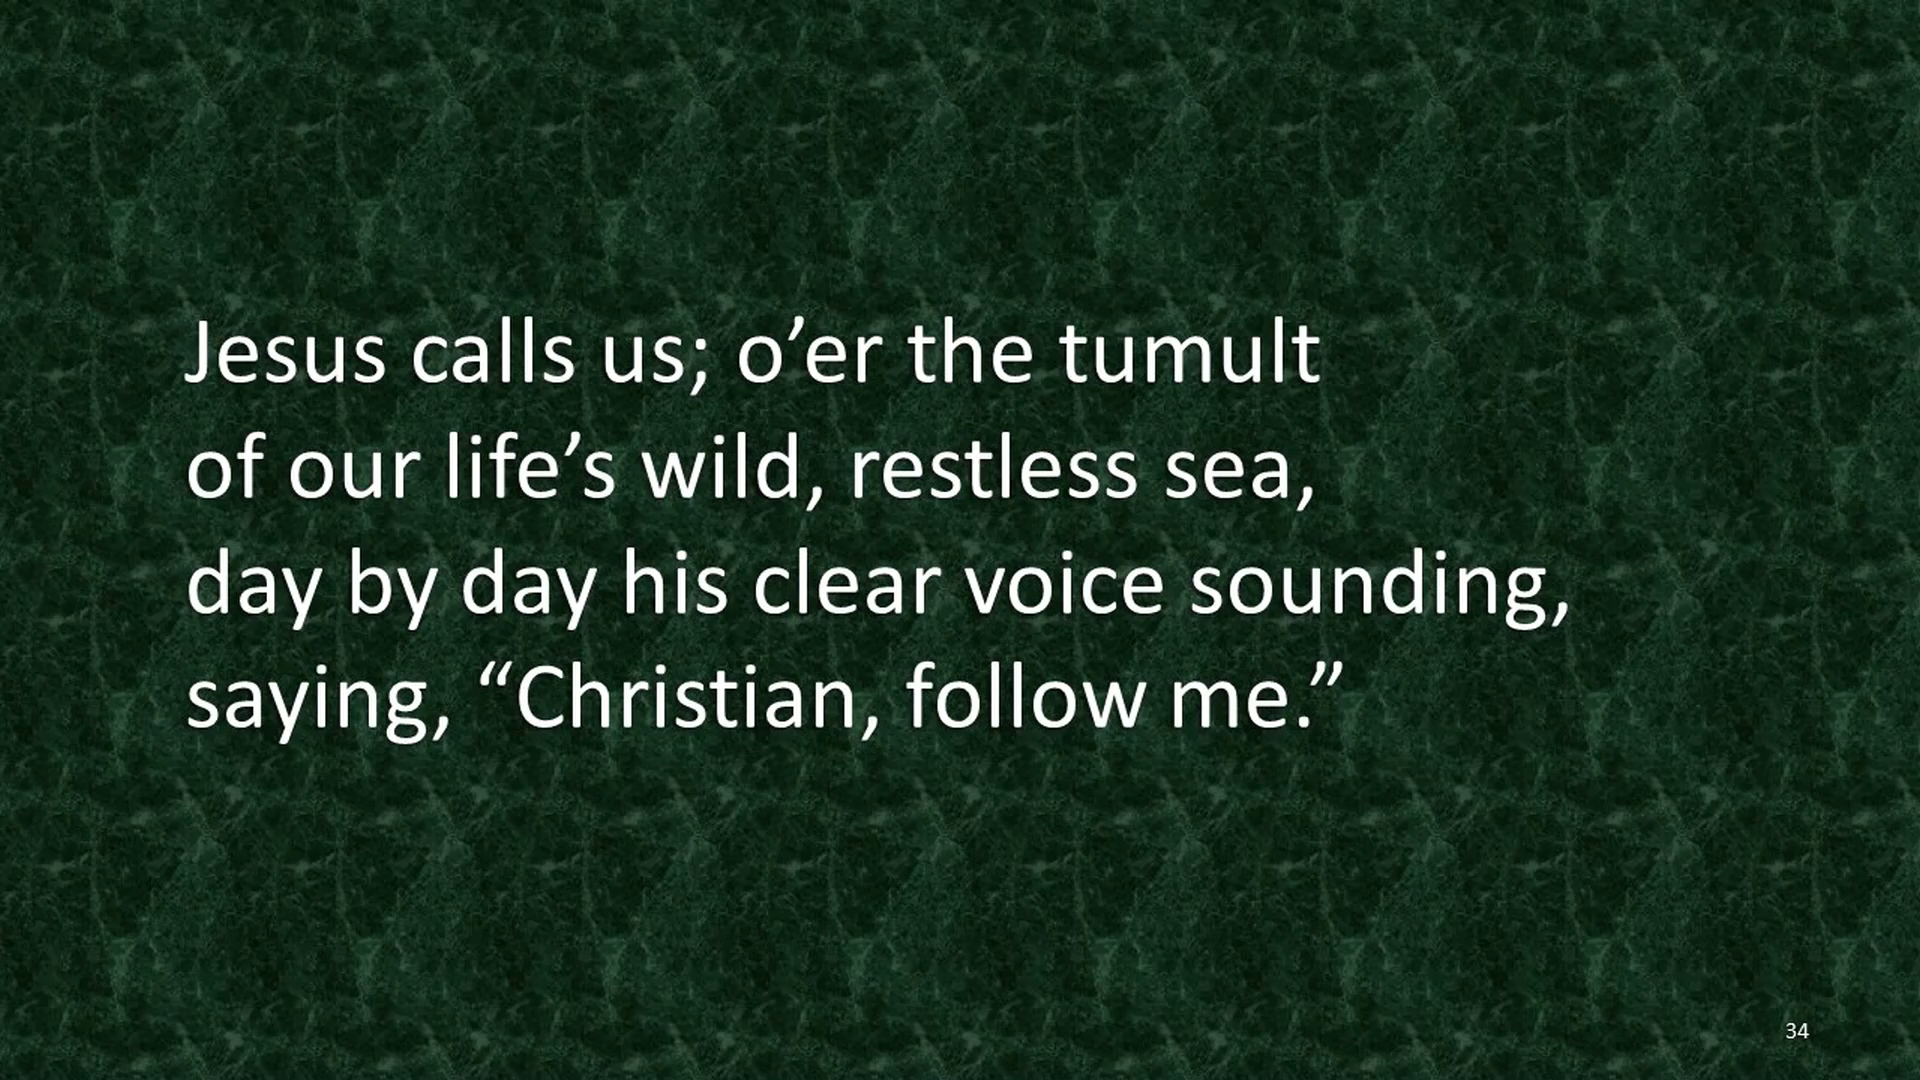 Jesus calls us; o’er the tumult
of our life’s wild, restless sea,
day by day his clear voice sounding,
saying, “Christian, follow me.”
34